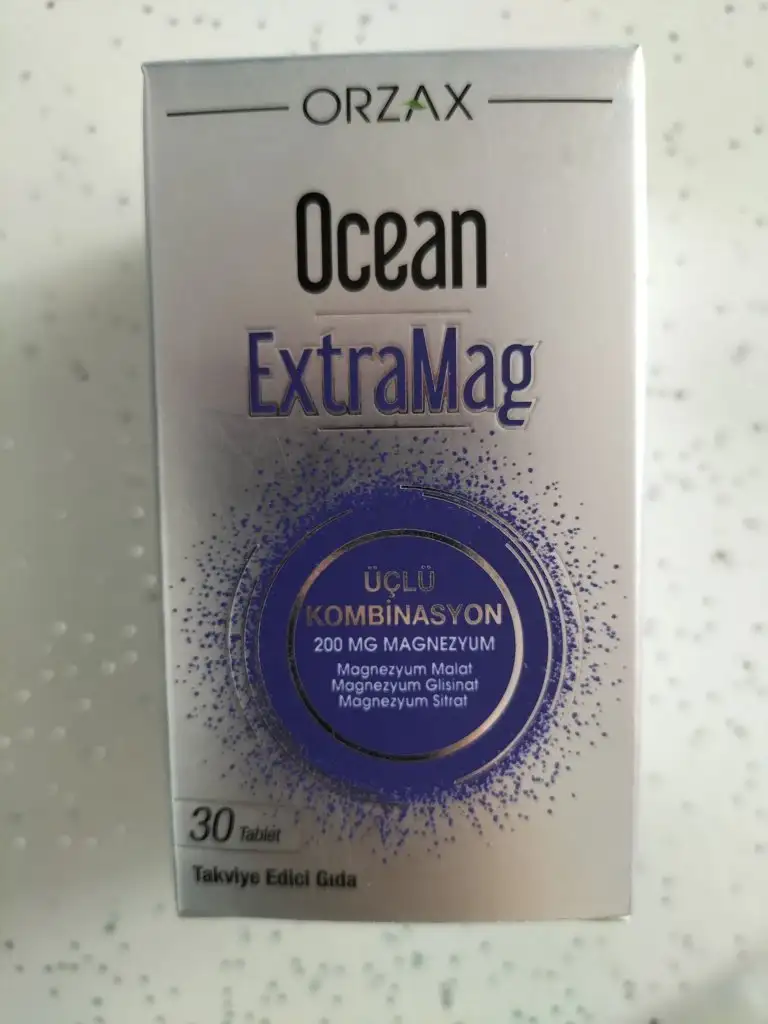 ORZAX
Ocean
ExtraMag
ÜÇLÜ
KOMBİNASYON
200 MG MAGNEZYUM
Magnezyum Malat
Magnezyum Glisinat
Magnezyum Sitrat
30 Tablet
Takviye Edici Gıda